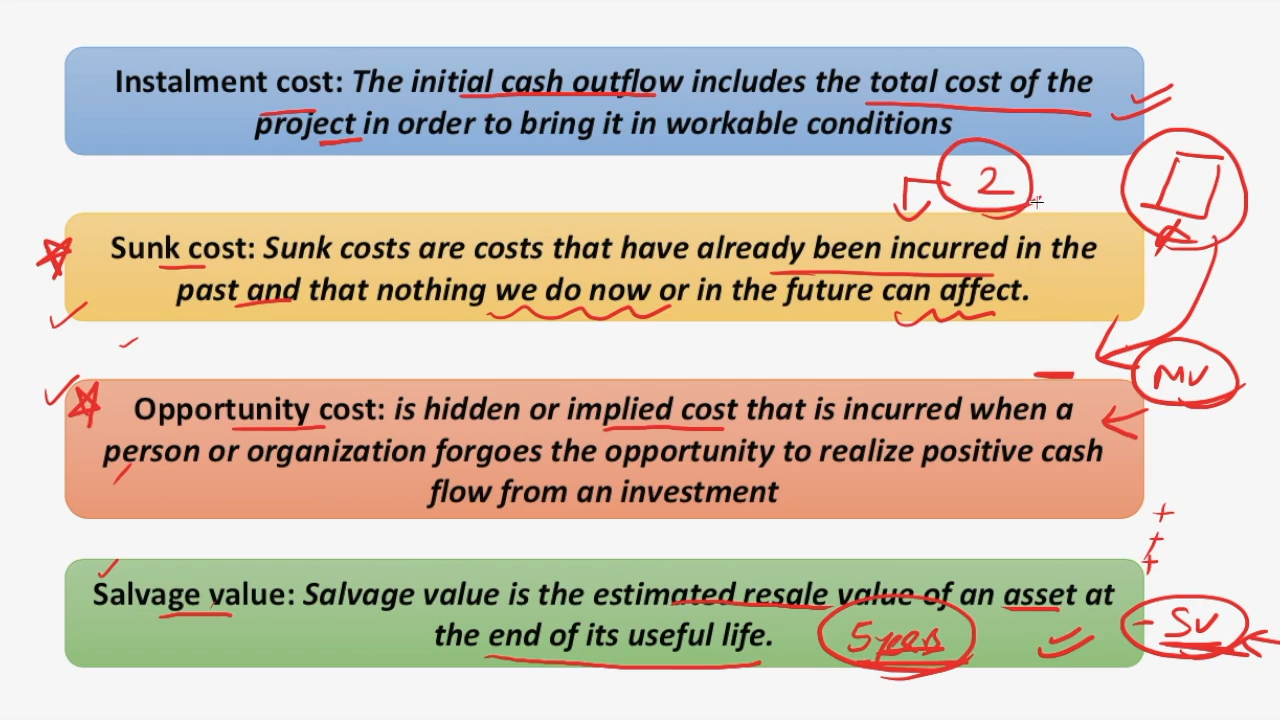 Instalment cost: The initial cash outflow includes the total cost of the
project in order to bring it in workable conditions
2
Sunk cost: Sunk costs are costs that have already been incurred in the
past and that nothing we do now or in the future can affect.
MV
Opportunity cost: is hidden or implied cost that is incurred when a
person or organization forgoes the opportunity to realize positive cash
flow from an investment
Salvage value: Salvage value is the estimated resale value of an asset at
the end of its useful life.
5 years
- SV